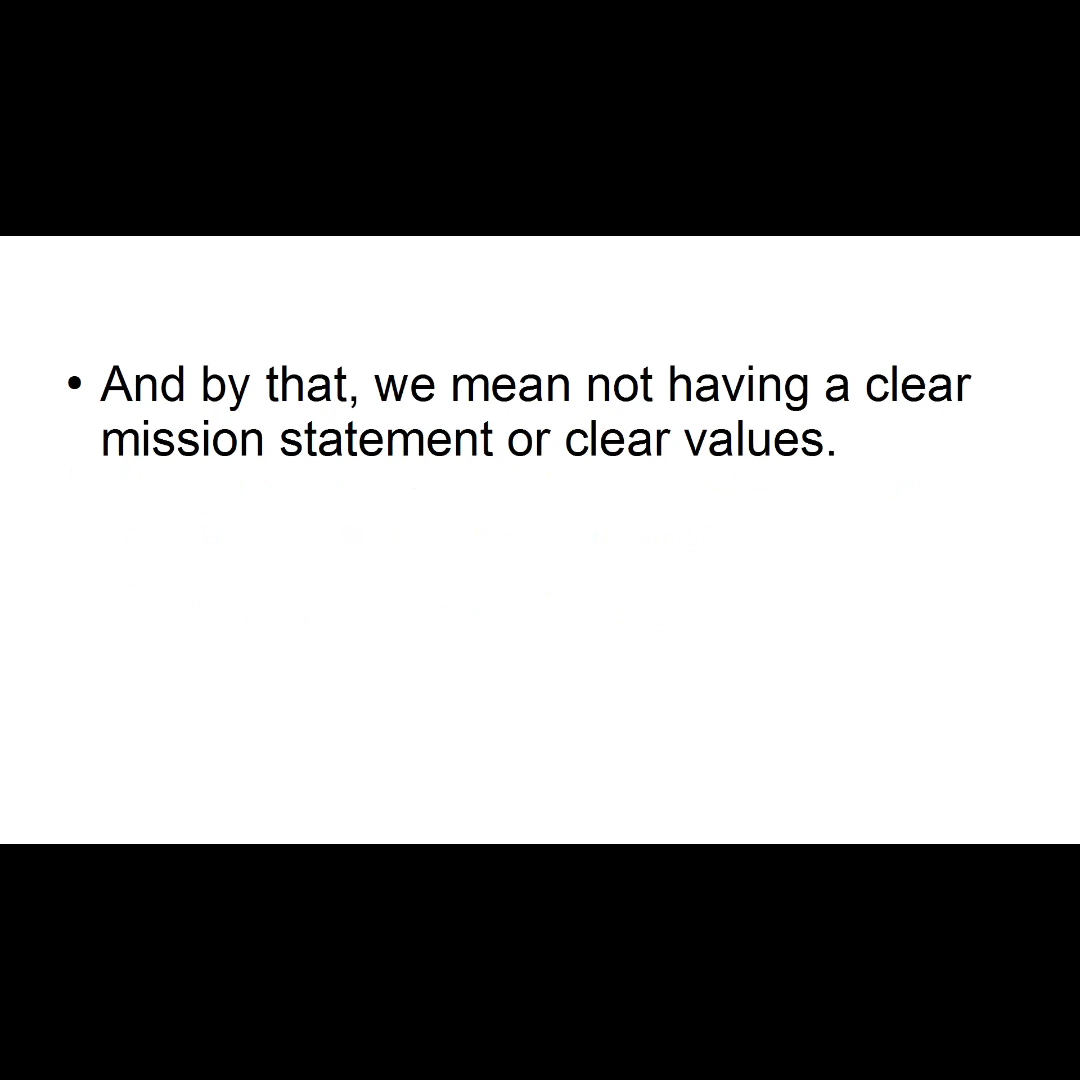 • And by that, we mean not having a clear
mission statement or clear values.